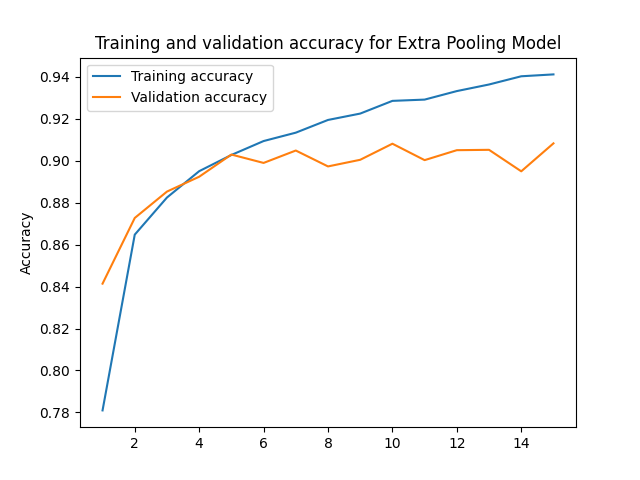 Training and validation accuracy for Extra Pooling Model
Training accuracy
Validation accuracy
Accuracy
0.94
0.92
0.90
0.88
0.86
0.84
0.82
0.80
0.78
2 4 6 8 10 12 14